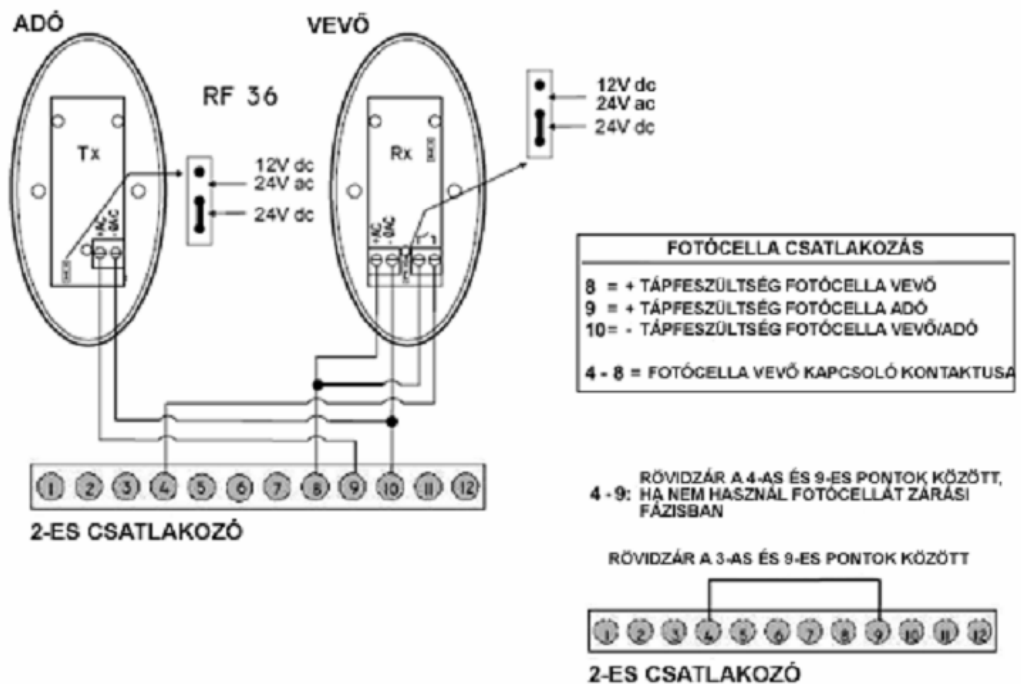 ADÓ
VEVŐ
RF 36
Tx
Rx
12V dc
24V ac
24V dc
12V dc
24V ac
24V dc
+AC
- 0AC
+AC
- 0AC
1 2 3 4 5 6 7 8 9 10 11 12
2-ES CSATLAKOZÓ
FOTÓCELLA CSATLAKOZÁS
8 = + TÁPFESZÜLTSÉG FOTÓCELLA VEVŐ
9 = + TÁPFESZÜLTSÉG FOTÓCELLA ADÓ
10= - TÁPFESZÜLTSÉG FOTÓCELLA VEVŐ/ADÓ
4 - 8 = FOTÓCELLA VEVŐ KAPCSOLÓ KONTAKTUSA
4 - 9: RÖVIDZÁR A 4-AS ÉS 9-ES PONTOK KÖZÖTT,
HA NEM HASZNÁL FOTÓCELLÁT ZÁRÁSI
FÁZISBAN
RÖVIDZÁR A 3-AS ÉS 9-ES PONTOK KÖZÖTT
1 2 3 4 5 6 7 8 9 10 11 12
2-ES CSATLAKOZÓ